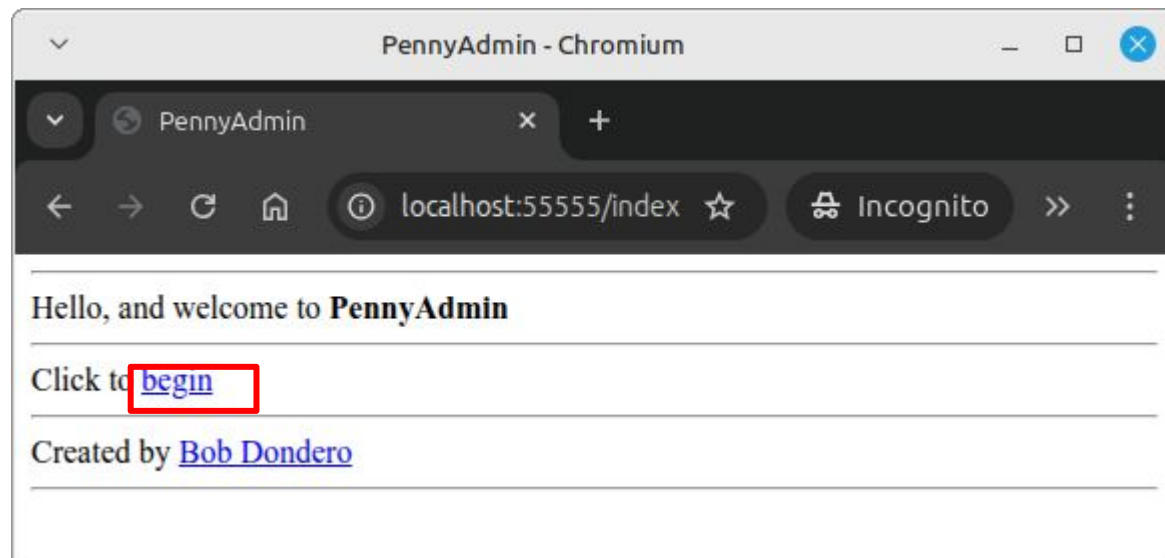 PennyAdmin - Chromium
PennyAdmin
localhost:55555/index Incognito
Hello, and welcome to PennyAdmin
Click to begin
Created by Bob Dondero